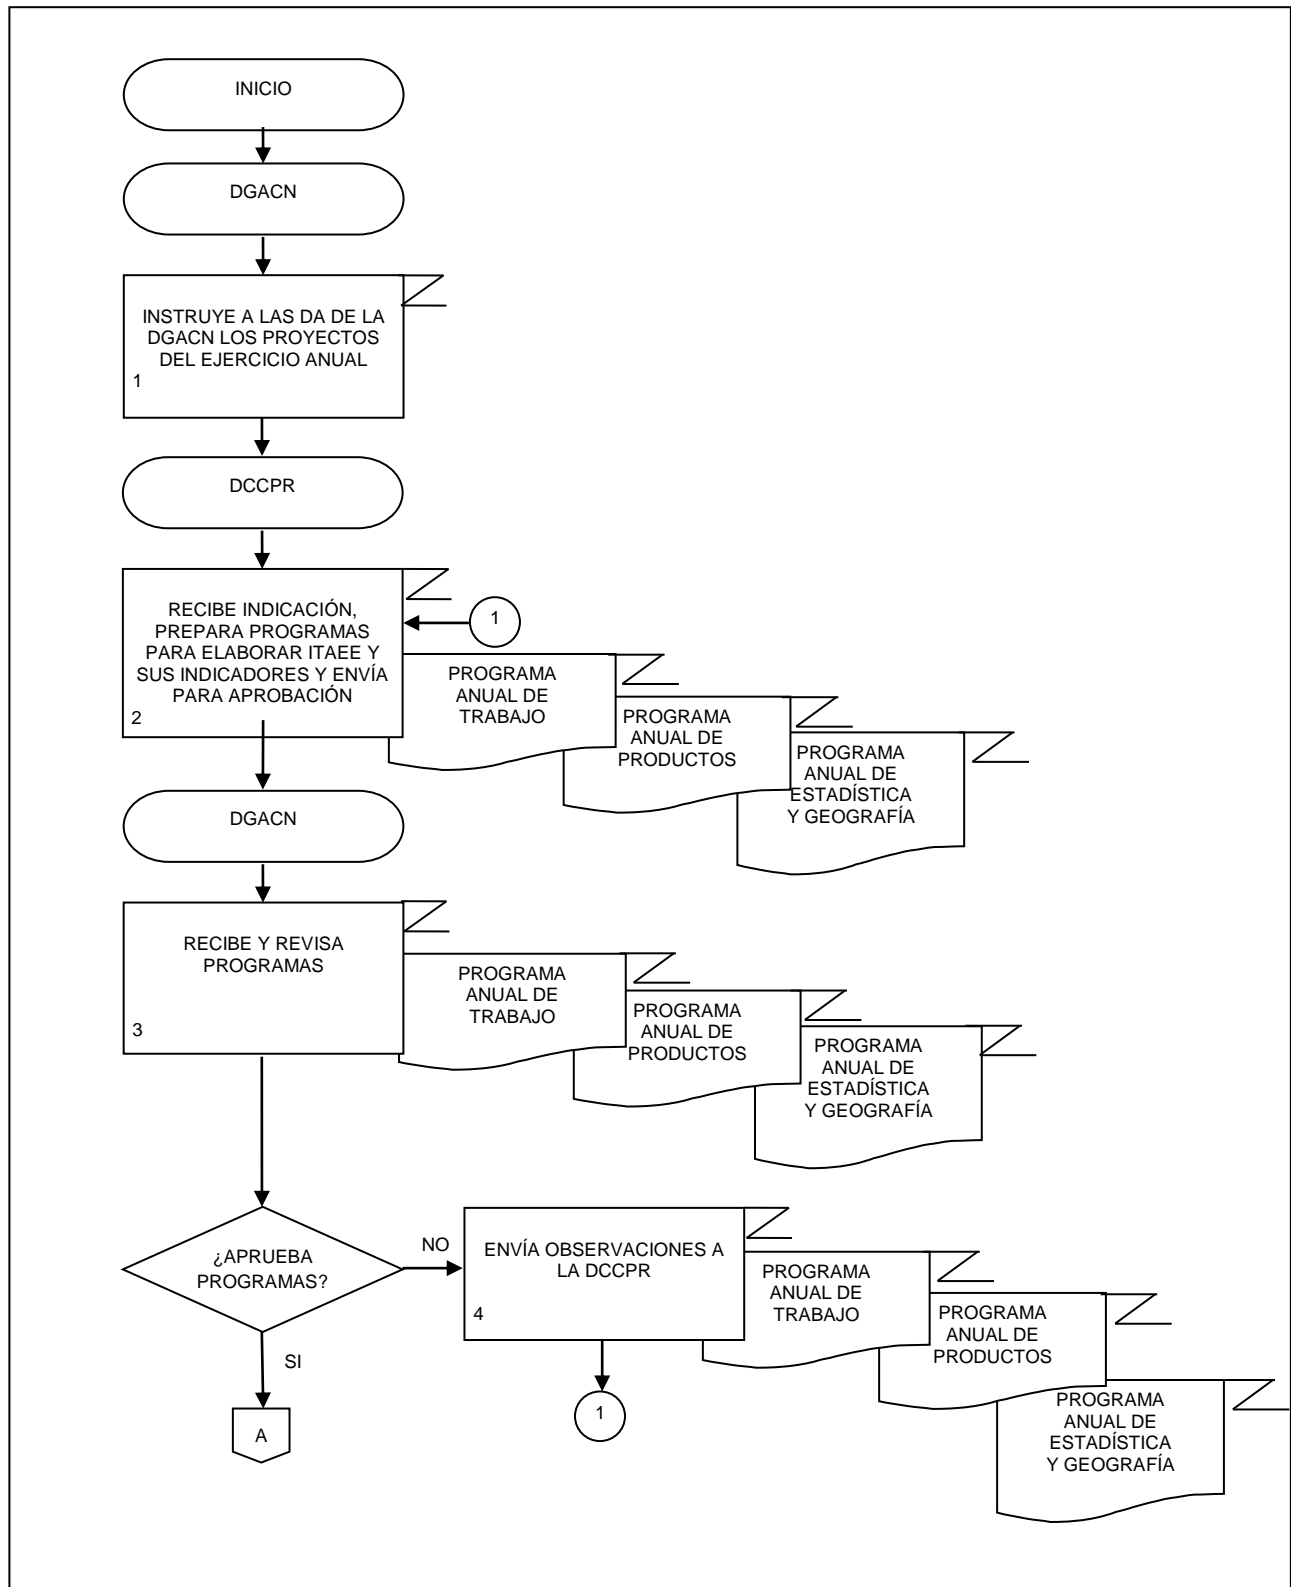 INICIO
DGACN
INSTRUYE A LAS DA DE LA
DGACN LOS PROYECTOS
DEL EJERCICIO ANUAL
1
DCCPR
RECIBE INDICACIÓN,
PREPARA PROGRAMAS
PARA ELABORAR ITAEE Y
SUS INDICADORES Y ENVÍA
PARA APROBACIÓN
2
1
PROGRAMA
ANUAL DE
TRABAJO
PROGRAMA
ANUAL DE
PRODUCTOS
PROGRAMA
ANUAL DE
ESTADÍSTICA
Y GEOGRAFÍA
DGACN
RECIBE Y REVISA
PROGRAMAS
3
PROGRAMA
ANUAL DE
TRABAJO
PROGRAMA
ANUAL DE
PRODUCTOS
PROGRAMA
ANUAL DE
ESTADÍSTICA
Y GEOGRAFÍA
¿APRUEBA
PROGRAMAS?
NO
SI
A
ENVÍA OBSERVACIONES A
LA DCCPR
4
1
PROGRAMA
ANUAL DE
TRABAJO
PROGRAMA
ANUAL DE
PRODUCTOS
PROGRAMA
ANUAL DE
ESTADÍSTICA
Y GEOGRAFÍA